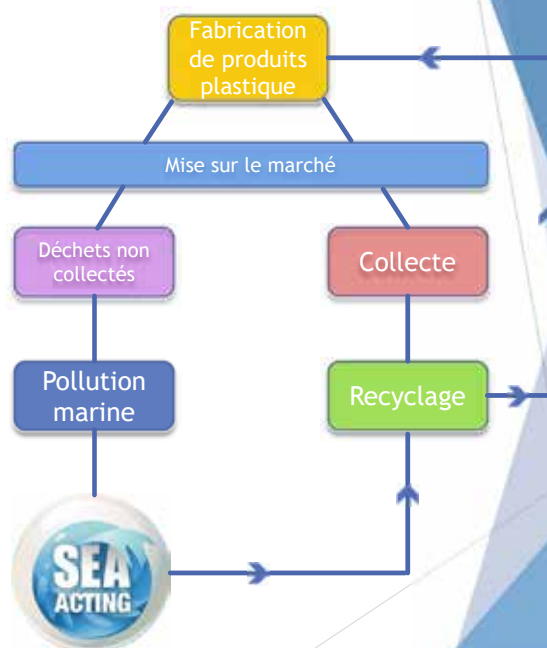 Fabrication
de produits
plastique
Mise sur le marché
Déchets non
collectés
Collecte
Pollution
marine
Recyclage
SEA
ACTING